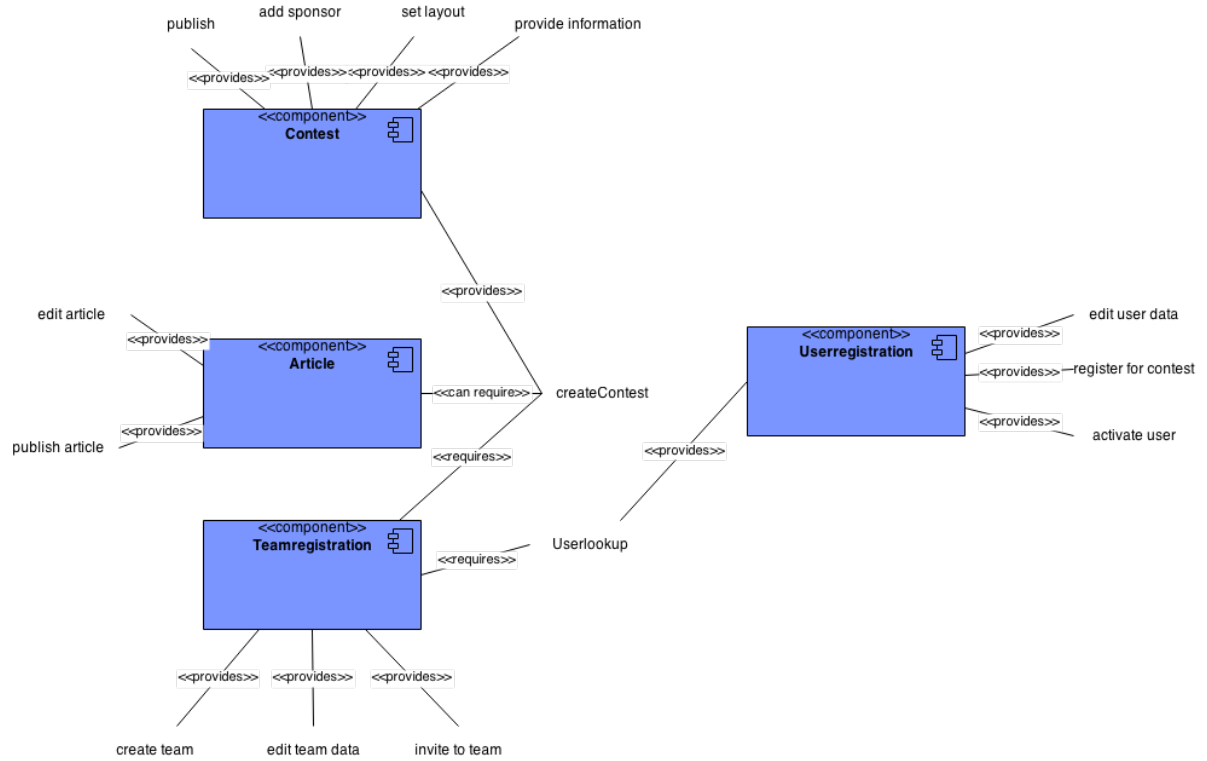 publish
add sponsor
set layout
provide information
<<provides>>
<<provides>>
<<provides>>
<<provides>>
<<component>>
Contest
<<provides>>
edit article
<<provides>>
<<component>>
Article
<<can require>>
createContest
<<provides>>
publish article
<<requires>>
<<component>>
Userregistration
<<provides>>
edit user data
<<provides>>
register for contest
<<provides>>
activate user
<<provides>>
<<component>>
Teamregistration
<<requires>>
Userlookup
<<provides>>
<<provides>>
<<provides>>
create team
edit team data
invite to team